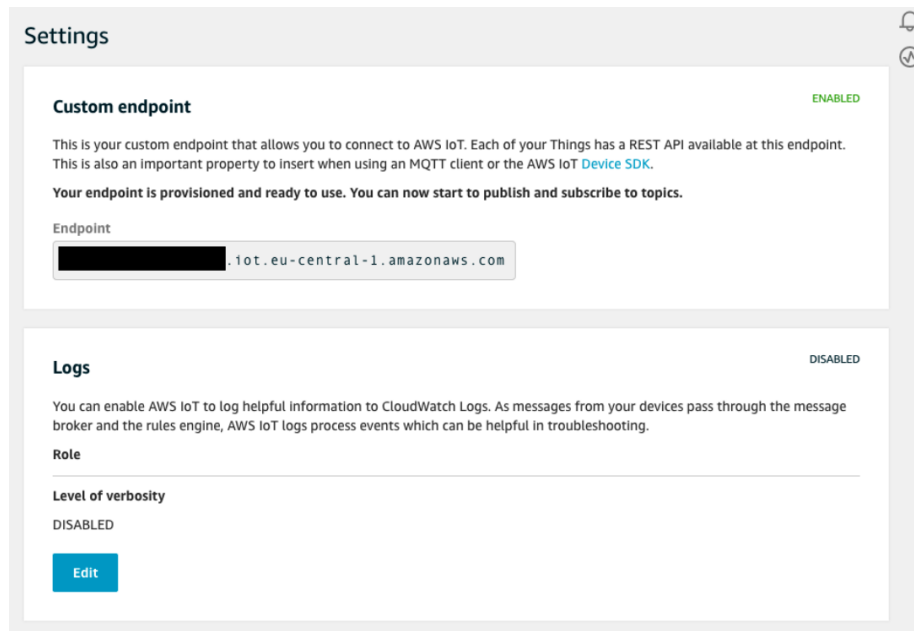 Settings
Custom endpoint
ENABLED
This is your custom endpoint that allows you to connect to AWS IoT. Each of your Things has a REST API available at this endpoint.
This is also an important property to insert when using an MQTT client or the AWS IoT Device SDK.
Your endpoint is provisioned and ready to use. You can now start to publish and subscribe to topics.
Endpoint
.iot.eu-central-1.amazonaws.com
Logs
DISABLED
You can enable AWS IoT to log helpful information to CloudWatch Logs. As messages from your devices pass through the message
broker and the rules engine, AWS IoT logs process events which can be helpful in troubleshooting.
Role
Level of verbosity
DISABLED
Edit